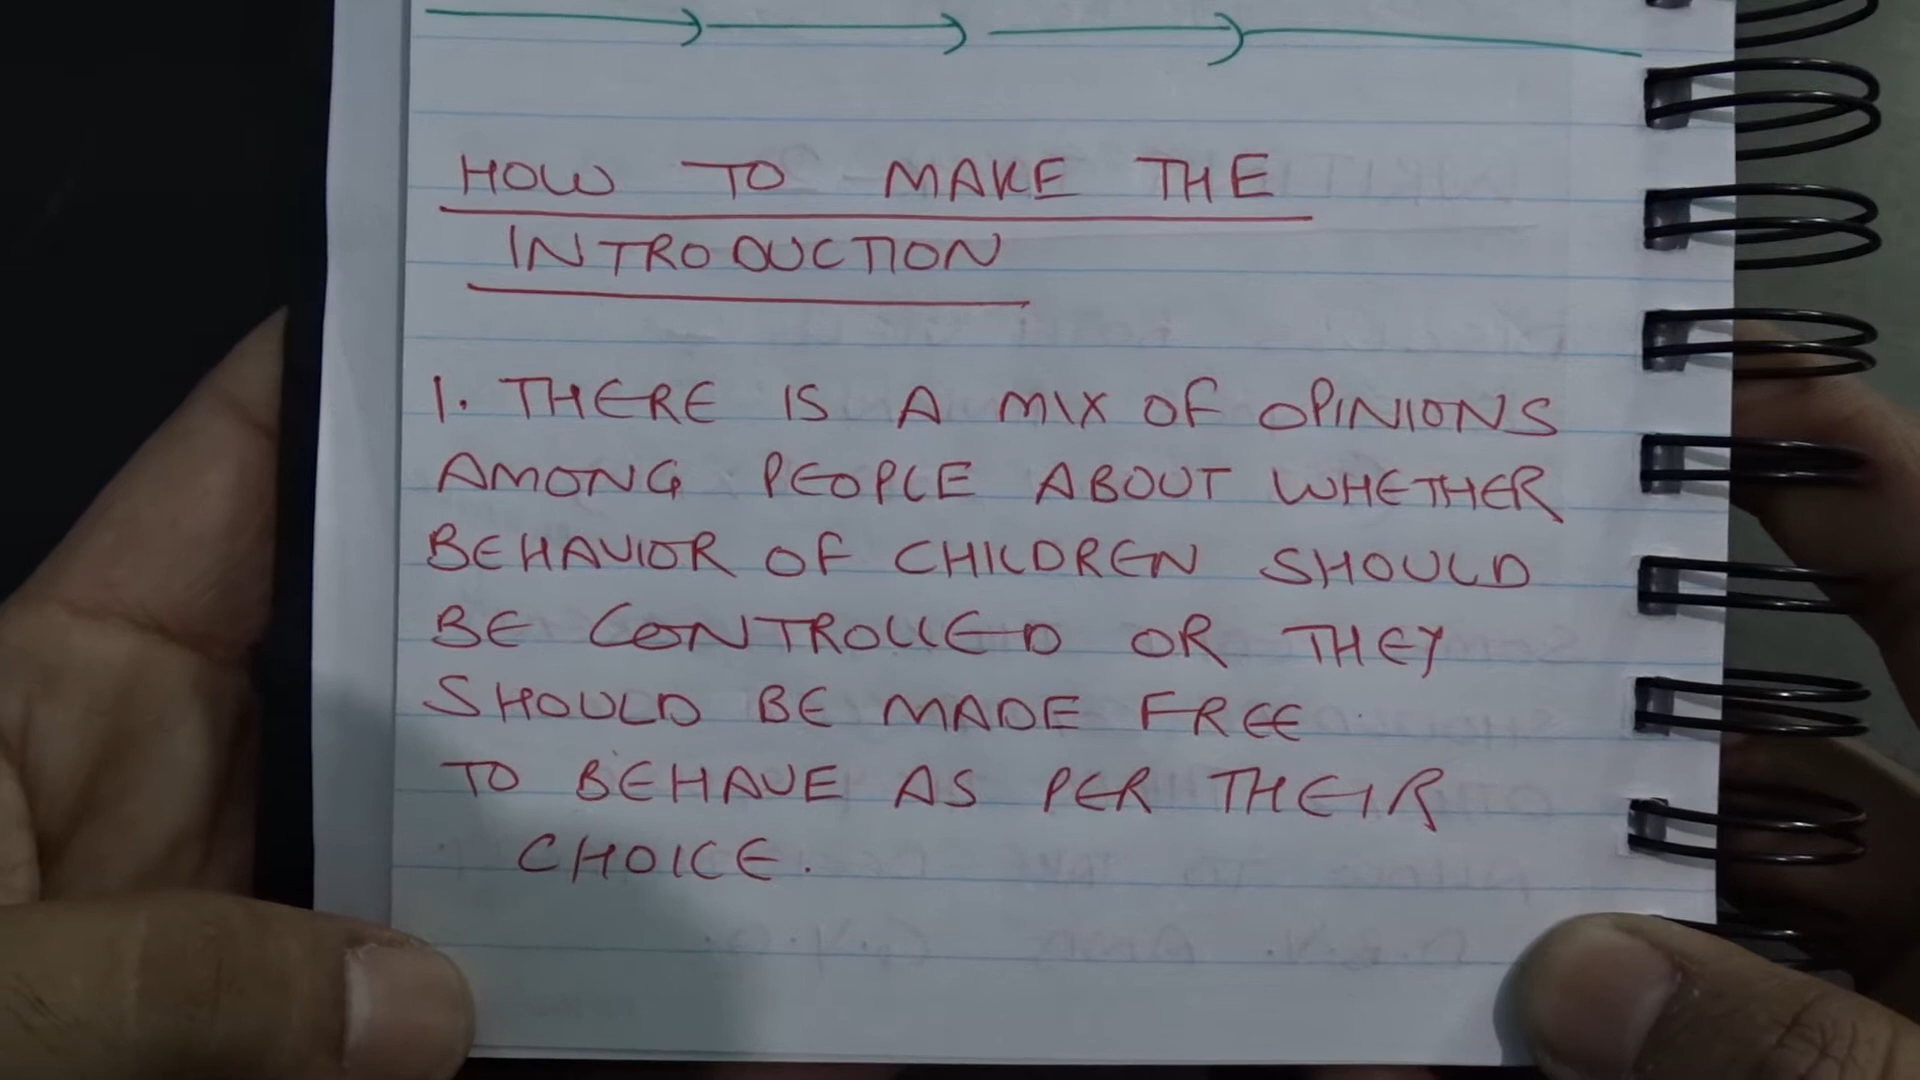 HOW TO MAKE THE
INTRODUCTION
1. THERE IS A MIX OF OPINIONS
AMONG PEOPLE ABOUT WHETHER
BEHAVIOR OF CHILDREN SHOULD
BE CONTROLLED OR THEY
SHOULD BE MADE FREE
TO BEHAVE AS PER THEIR
CHOICE.